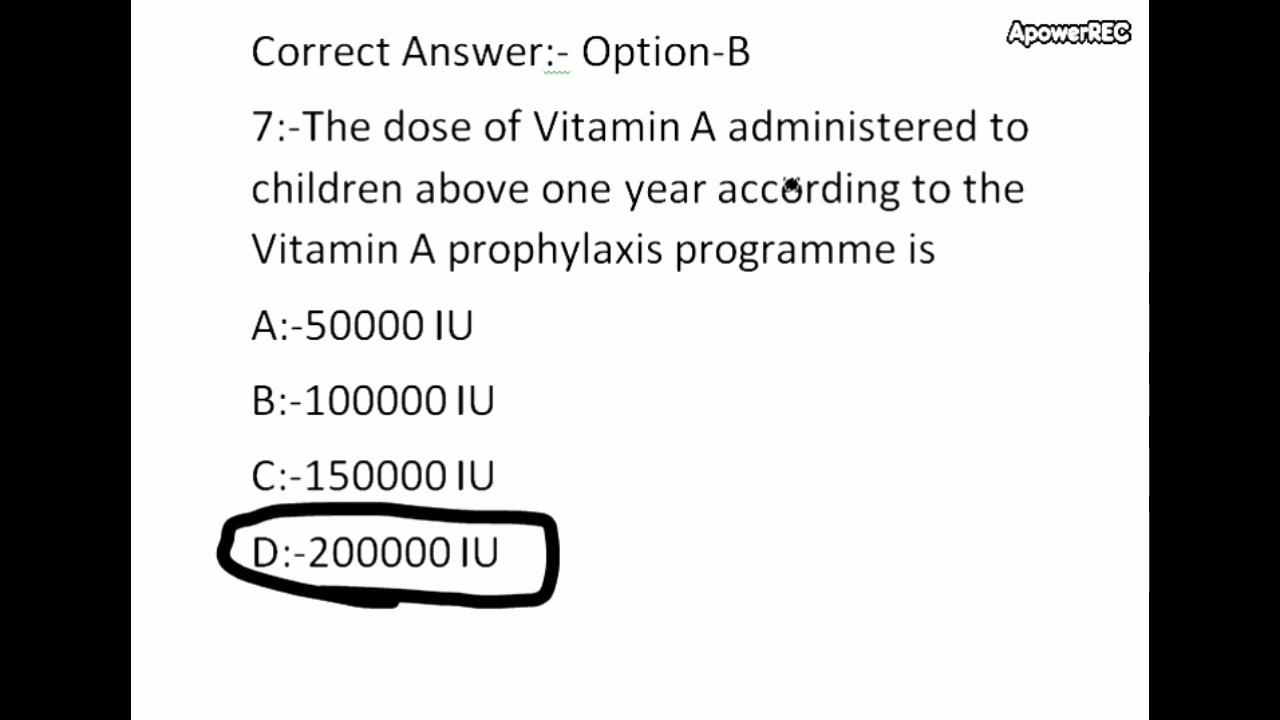 ApowerREC
Correct Answer:- Option-B
7:-The dose of Vitamin A administered to
children above one year according to the
Vitamin A prophylaxis programme is
A:-50000 IU
B:-100000 IU
C:-150000 IU
D:-200000 IU